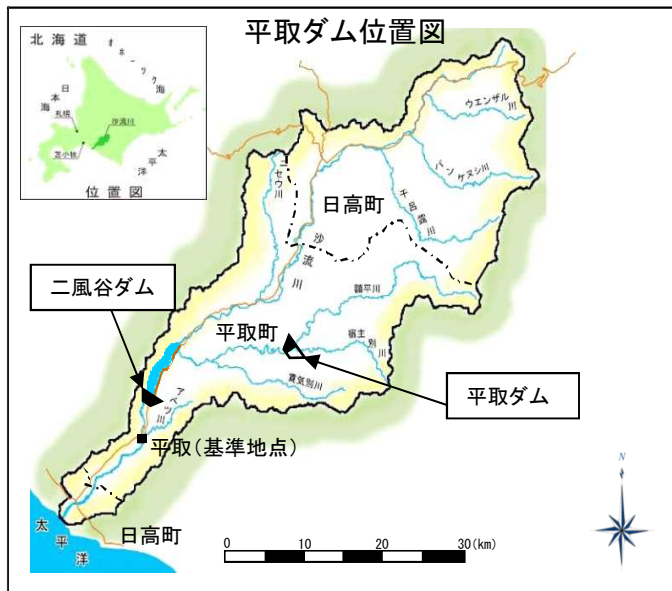 平取ダム位置図
北海道
オホーツク海
日本海
札幌
沙流川
苫小牧
太平洋
位置図
ウエンザル川
パンケヌシ川
ニセウ川
千呂露川
日高町
沙流川
二風谷ダム
額平川
平取町
宿主別川
貫気別川
アベツ川
平取ダム
平取(基準地点)
N
太平洋
日高町
0 10 20 30(km)